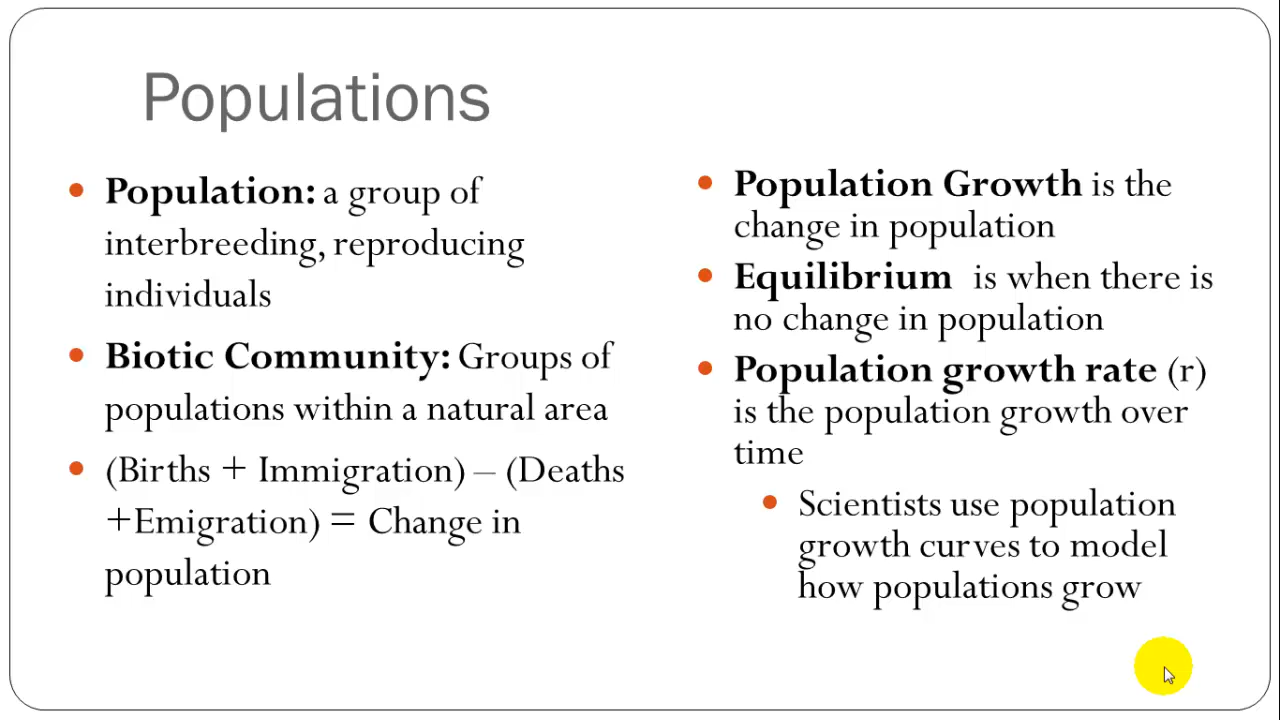 Populations
Population: a group of
interbreeding, reproducing
individuals
Biotic Community: Groups of
populations within a natural area
(Births + Immigration) – (Deaths
+Emigration) = Change in
population
Population Growth is the
change in population
Equilibrium is when there is
no change in population
Population growth rate (r)
is the population growth over
time
Scientists use population
growth curves to model
how populations grow